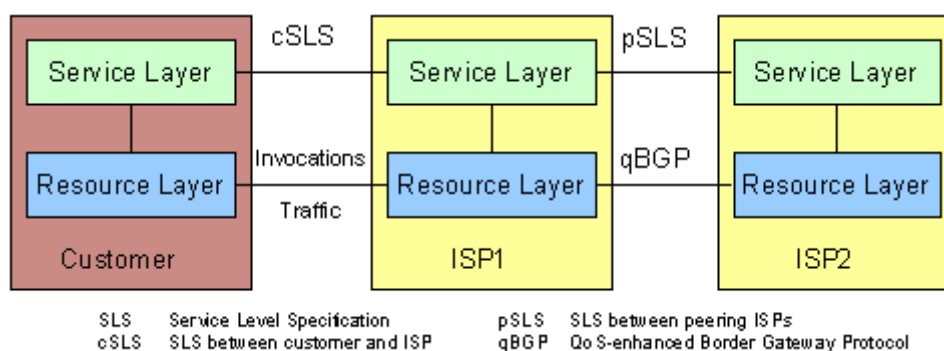 cSLS
pSLS
Service Layer
Service Layer
Service Layer
Invocations
qBGP
Resource Layer
Resource Layer
Resource Layer
Traffic
Customer
ISP1
ISP2
SLS Service Level Specification
pSLS SLS between peering ISPs
cSLS SLS between customer and ISP
qBGP QoS-enhanced Border Gateway Protocol